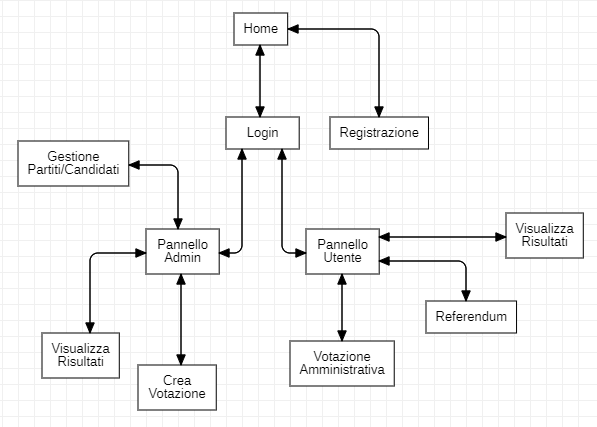 Home
Login
Registrazione
Gestione
Partiti/Candidati
Pannello
Admin
Pannello
Utente
Visualizza
Risultati
Referendum
Visualizza
Risultati
Votazione
Amministrativa
Crea
Votazione